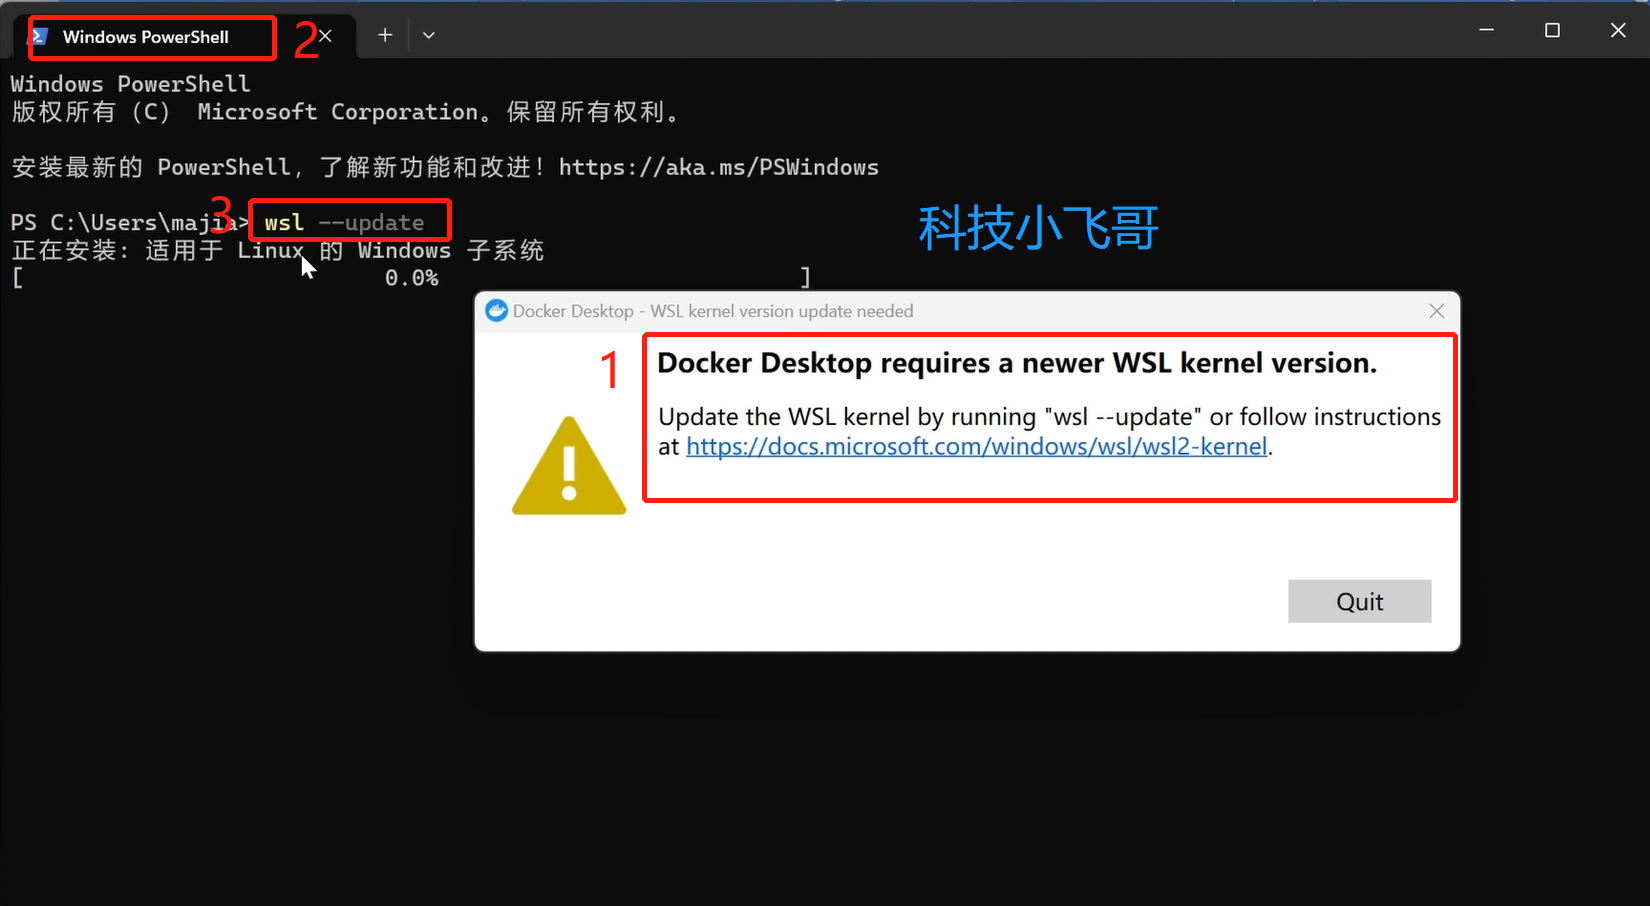 Windows PowerShell
2
Windows PowerShell
版权所有 (C) Microsoft Corporation。保留所有权利。
安装最新的 PowerShell，了解新功能和改进！https://aka.ms/PSWindows
3
PS C:\Users\majia> wsl --update
正在安装: 适用于 Linux 的 Windows 子系统
[ 0.0% ]
科技小飞哥
Docker Desktop - WSL kernel version update needed
1
Docker Desktop requires a newer WSL kernel version.
Update the WSL kernel by running "wsl --update" or follow instructions
at https://docs.microsoft.com/windows/wsl/wsl2-kernel.
Quit